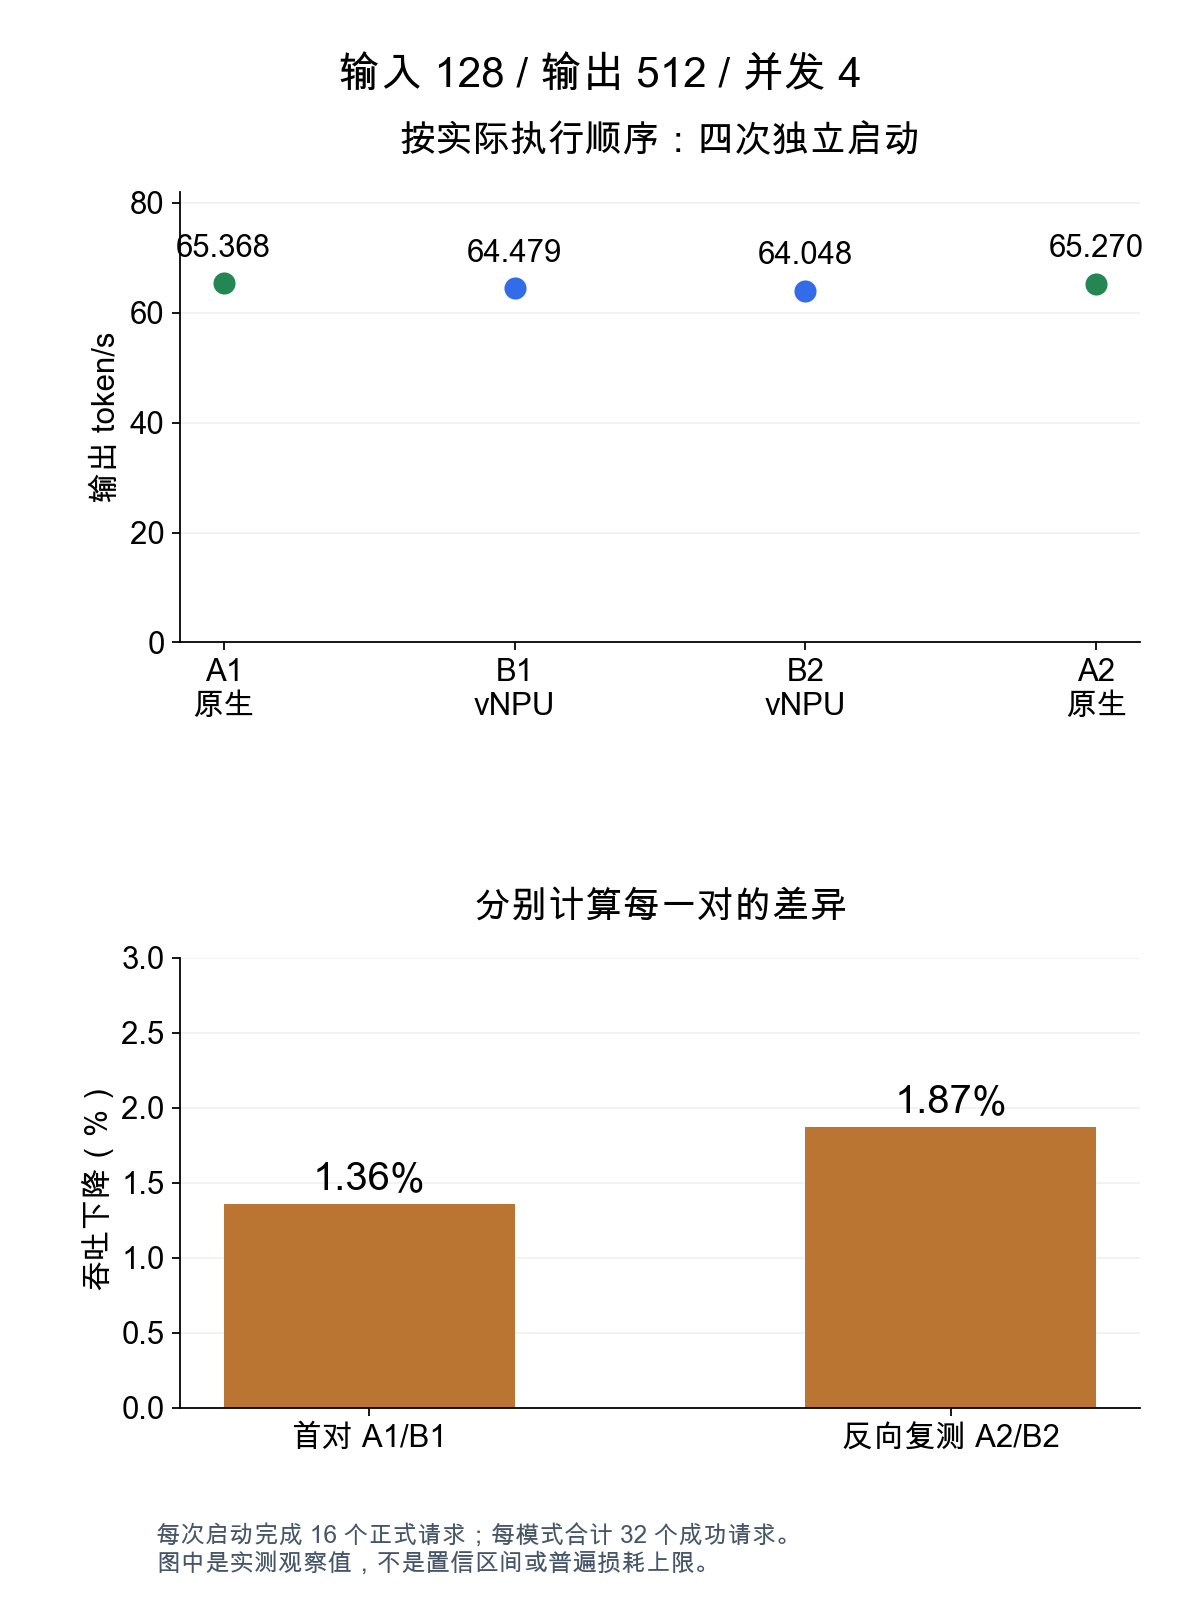 输入 128 / 输出 512 / 并发 4
按实际执行顺序：四次独立启动
80
60
40
20
0
输出 token/s
65.368
64.479
64.048
65.270
A1
原生
B1
vNPU
B2
vNPU
A2
原生
分别计算每一对的差异
3.0
2.5
2.0
1.5
1.0
0.5
0.0
吞吐下降（%）
1.36%
1.87%
首对 A1/B1
反向复测 A2/B2
每次启动完成 16 个正式请求；每模式合计 32 个成功请求。
图中是实测观察值，不是置信区间或普遍损耗上限。